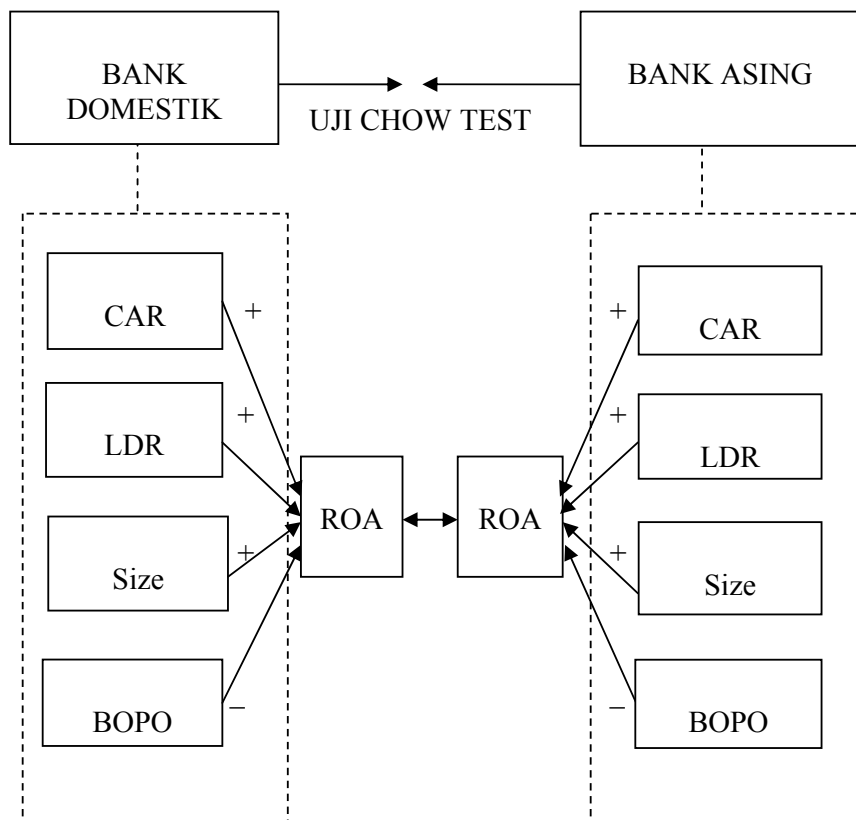 BANK
DOMESTIK
BANK ASING
UJI CHOW TEST
CAR
+
+
CAR
LDR
+
+
LDR
ROA
ROA
Size
+
+
Size
BOPO
–
–
BOPO